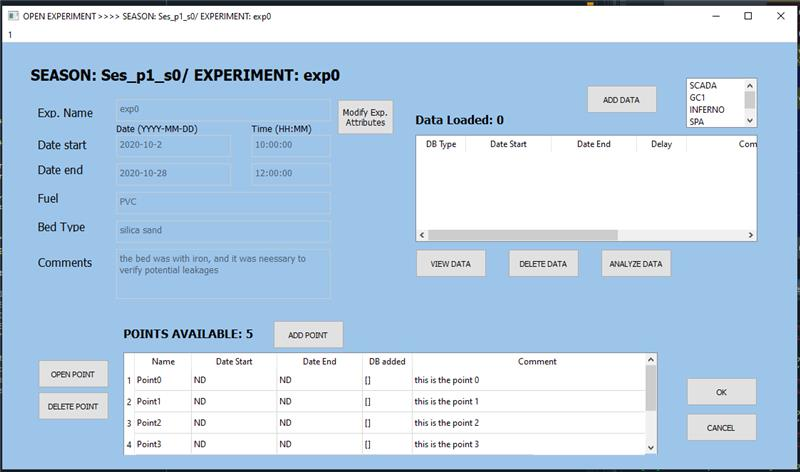 OPEN EXPERIMENT >>>> SEASON: Ses_p1_s0/ EXPERIMENT: exp0
1
SEASON: Ses_p1_s0/ EXPERIMENT: exp0
Exp. Name
exp0
Modify Exp.
Attributes
Date (YYYY-MM-DD)
Time (HH:MM)
Date start
2020-10-2
10:00:00
Date end
2020-10-28
12:00:00
Fuel
PVC
Bed Type
silica sand
Comments
the bed was with iron, and it was neessary to
verify potential leakages
ADD DATA
SCADA
GC1
INFERNO
SPA
Data Loaded: 0
DB Type
Date Start
Date End
Delay
Com
VIEW DATA
DELETE DATA
ANALYZE DATA
POINTS AVAILABLE: 5
ADD POINT
OPEN POINT
DELETE POINT
Name
Date Start
Date End
DB added
Comment
1 Point0 ND ND [] this is the point 0
2 Point1 ND ND [] this is the point 1
3 Point2 ND ND [] this is the point 2
4 Point3 ND ND [] this is the point 3
OK
CANCEL